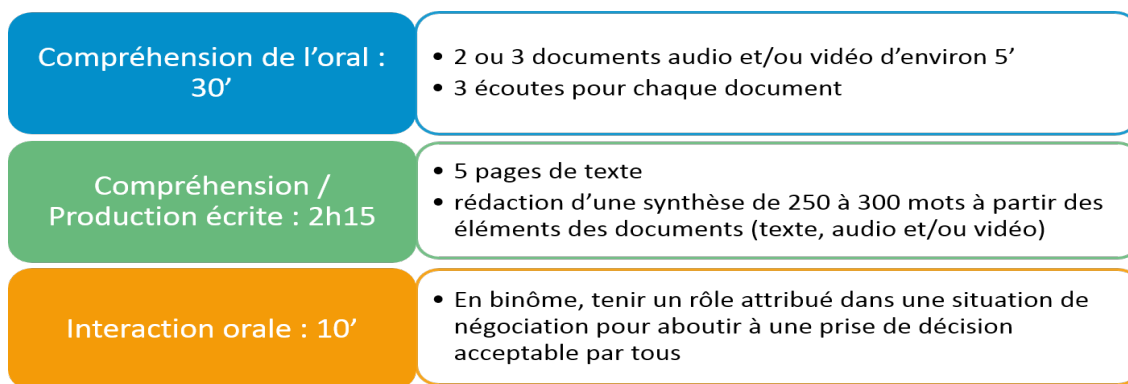 Compréhension de l’oral :
30’
• 2 ou 3 documents audio et/ou vidéo d’environ 5’
• 3 écoutes pour chaque document
Compréhension /
Production écrite : 2h15
• 5 pages de texte
• rédaction d’une synthèse de 250 à 300 mots à partir des
éléments des documents (texte, audio et/ou vidéo)
Interaction orale : 10’
• En binôme, tenir un rôle attribué dans une situation de
négociation pour aboutir à une prise de décision
acceptable par tous